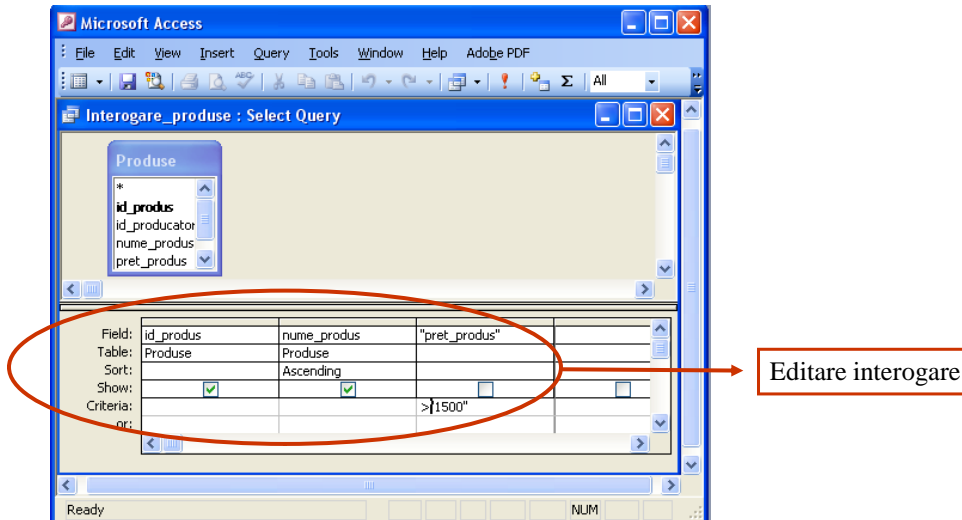 Microsoft Access
File Edit View Insert Query Tools Window Help Adobe PDF
ABC Σ All
Interogare_produse : Select Query
Produse
*
id_produs
id_producator
nume_produs
pret_produs
Field: id_produs nume_produs "pret_produs"
Table: Produse Produse
Sort: Ascending
Show:
Criteria: >"1500"
or:
Editare interogare
Ready NUM